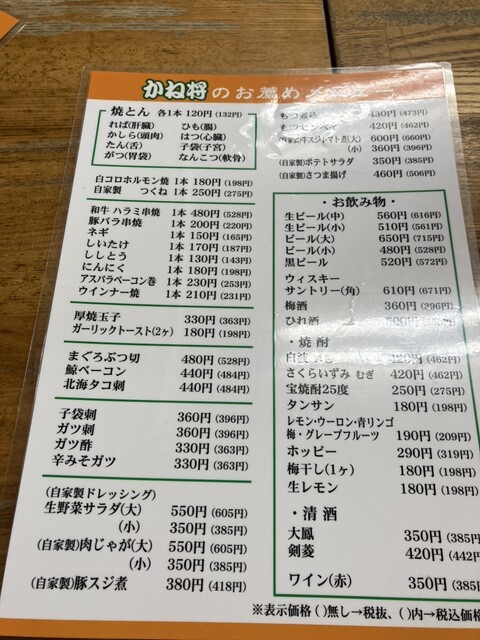 かね将のお薦め
焼とん 各1本 120円(132円)
ればﾞ(肝臓) ひも(腸)
かしら(頭肉) はつ(心臓)
たん(舌) 子袋(子宮)
がつ(胃袋) なんこつ(軟骨)
白コロホルモン焼 1本 180円(198円)
自家製 つくね 1本 250円(275円)
和牛 ハラミ串焼 1本 480円(528円)
豚バラ串焼 1本 200円(220円)
ネギ 1本 150円(165円)
しいたけ 1本 170円(187円)
ししとう 1本 130円(143円)
にんにく 1本 180円(198円)
アスパラベーコン巻 1本 230円(253円)
ウインナー焼 1本 210円(231円)
厚焼玉子 330円(363円)
ガーリックトースト(2ヶ) 180円(198円)
まぐろぶつ切 480円(528円)
鯨ベーコン 440円(484円)
北海タコ刺 440円(484円)
子袋刺 360円(396円)
ガツ刺 360円(396円)
ガツ酢 330円(363円)
辛みそガツ 330円(363円)
(自家製ドレッシング)
生野菜サラダ(大) 550円(605円)
(小) 350円(385円)
(自家製)肉じゃが(大) 550円(605円)
(小) 350円(385円)
(自家製)豚スジ煮 380円(418円)
もつ煮込 430円(473円)
420円(462円)
スジトマト煮(大) 600円(660円)
(小) 360円(396円)
(自家製)ポテトサラダ 350円(385円)
(自家製)さつま揚げ 460円(506円)
・お飲み物・
生ビール(中) 560円(616円)
生ビール(小) 510円(561円)
ビール(大) 650円(715円)
ビール(小) 480円(528円)
黒ビール 520円(572円)
ウィスキー
サントリー(角) 610円(671円)
梅酒 360円(396円)
ひれ酒
・焼酎
白波 420円(462円)
さくらいずみ むぎ 420円(462円)
宝焼酎25度 250円(275円)
タンサン 180円(198円)
レモン・ウーロン・青リンゴ
梅・グレープフルーツ 190円(209円)
ホッピー 290円(319円)
梅干し(1ヶ) 180円(198円)
生レモン 180円(198円)
・清酒
大鳳 350円(385円
剣菱 420円(442円
ワイン(赤) 350円(385円
※表示価格( )無し→税抜、( )内→税込価格